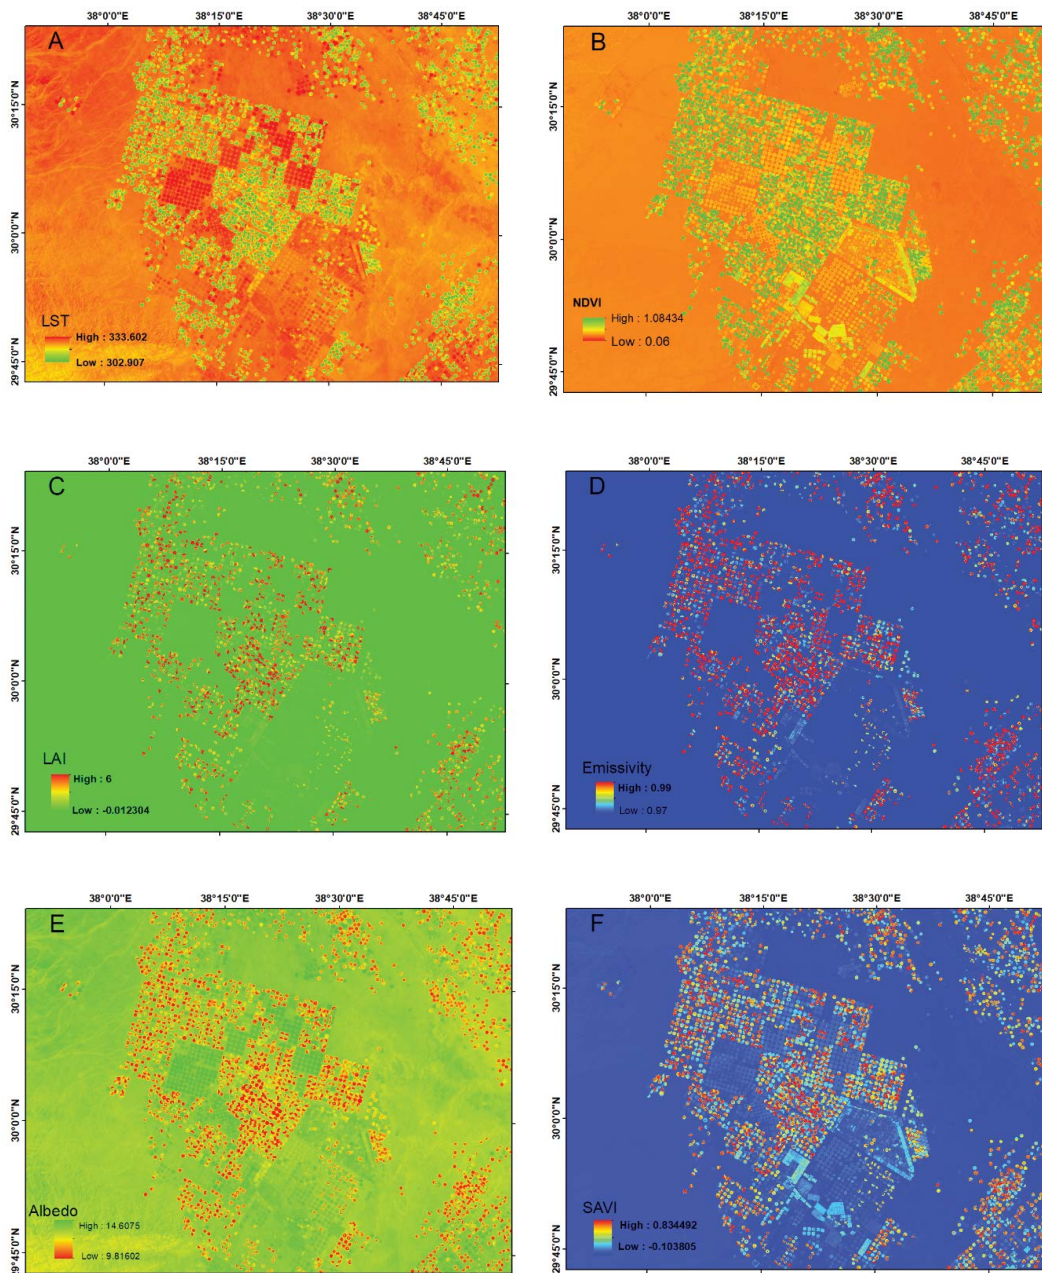 38°0'0"E 38°15'0"E 38°30'0"E 38°45'0"E
A
30°15'0"N
30°0'0"N
29°45'0"N
LST
High : 333.602
Low : 302.907
38°0'0"E 38°15'0"E 38°30'0"E 38°45'0"E
B
30°15'0"N
30°0'0"N
29°45'0"N
NDVI
High : 1.08434
Low : 0.06
38°0'0"E 38°15'0"E 38°30'0"E 38°45'0"E
C
30°15'0"N
30°0'0"N
29°45'0"N
LAI
High : 6
Low : -0.012304
38°0'0"E 38°15'0"E 38°30'0"E 38°45'0"E
D
30°15'0"N
30°0'0"N
29°45'0"N
Emissivity
High : 0.99
Low : 0.97
38°0'0"E 38°15'0"E 38°30'0"E 38°45'0"E
E
30°15'0"N
30°0'0"N
29°45'0"N
Albedo
High : 14.6075
Low : 9.81602
38°0'0"E 38°15'0"E 38°30'0"E 38°45'0"E
F
30°15'0"N
30°0'0"N
29°45'0"N
SAVI
High : 0.834492
Low : -0.103805